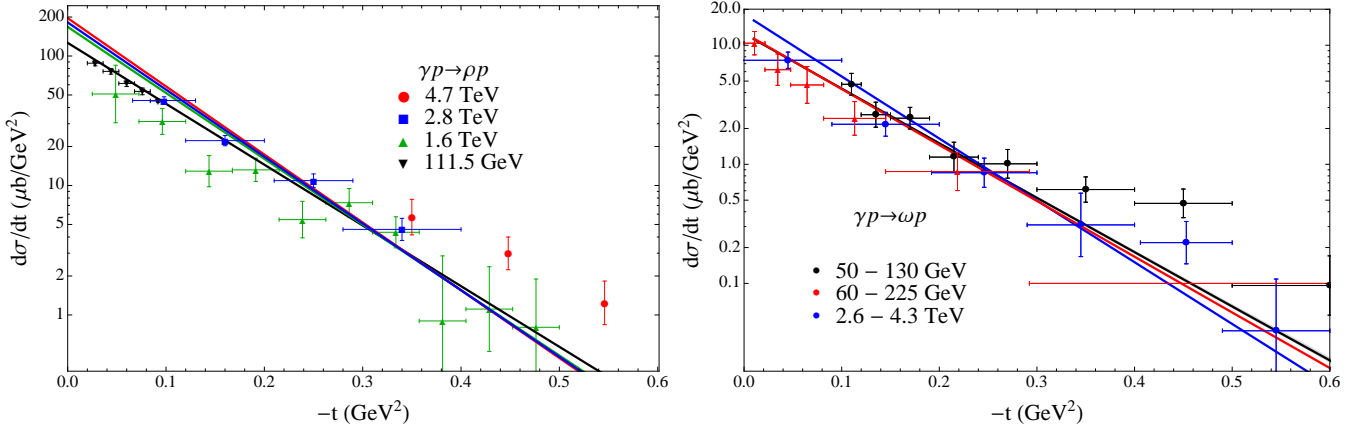 200
100
50
20
10
5
2
1
0.0
0.1
0.2
0.3
0.4
0.5
0.6
dσ/dt (μb/GeV²)
-t (GeV²)
γp→ρp
4.7 TeV
2.8 TeV
1.6 TeV
111.5 GeV
20.0
10.0
5.0
2.0
1.0
0.5
0.1
0.0
0.1
0.2
0.3
0.4
0.5
0.6
dσ/dt (μb/GeV²)
-t (GeV²)
γp→ωp
50 − 130 GeV
60 − 225 GeV
2.6 − 4.3 TeV